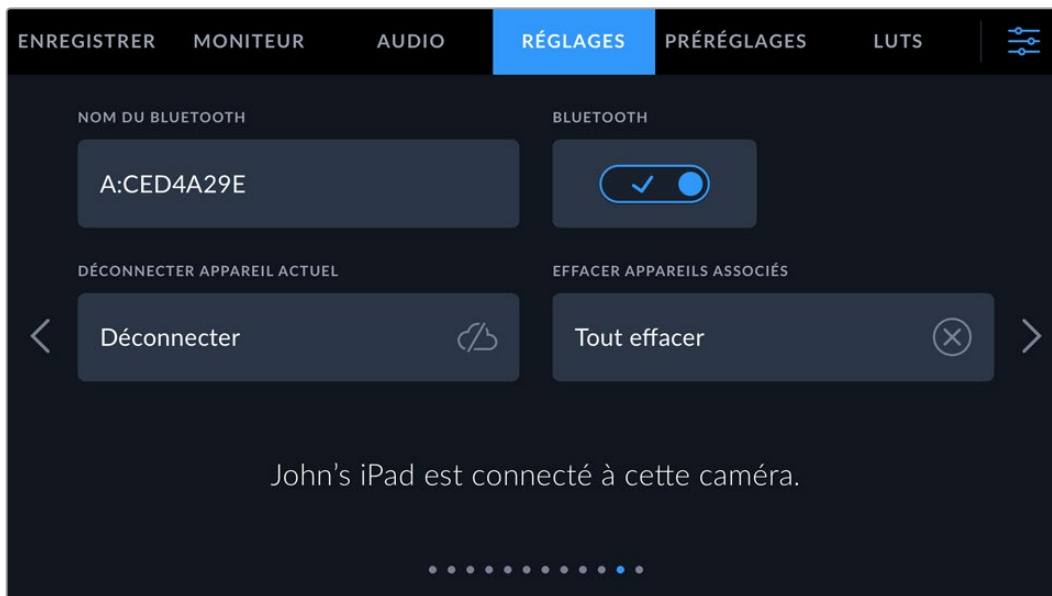 ENREGISTRER MONITEUR AUDIO RÉGLAGES PRÉRÉGLAGES LUTS
NOM DU BLUETOOTH BLUETOOTH
A:CED4A29E
DÉCONNECTER APPAREIL ACTUEL EFFACER APPAREILS ASSOCIÉS
Déconnecter Tout effacer
John's iPad est connecté à cette caméra.